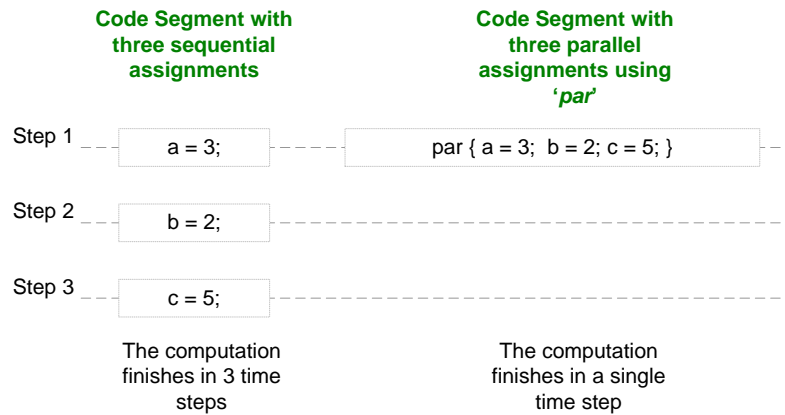 Code Segment with
three sequential
assignments
Code Segment with
three parallel
assignments using
‘par’
Step 1
a = 3;
par { a = 3; b = 2; c = 5; }
Step 2
b = 2;
Step 3
c = 5;
The computation
finishes in 3 time
steps
The computation
finishes in a single
time step